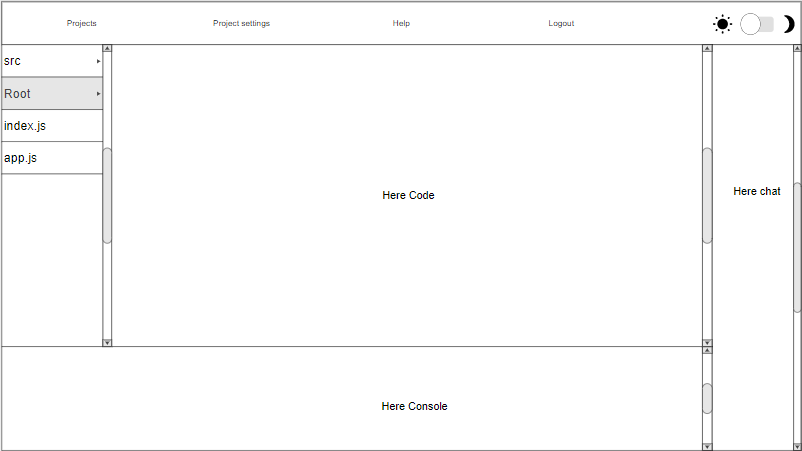 Projects
Project settings
Help
Logout
src
Root
index.js
app.js
Here Code
Here chat
Here Console